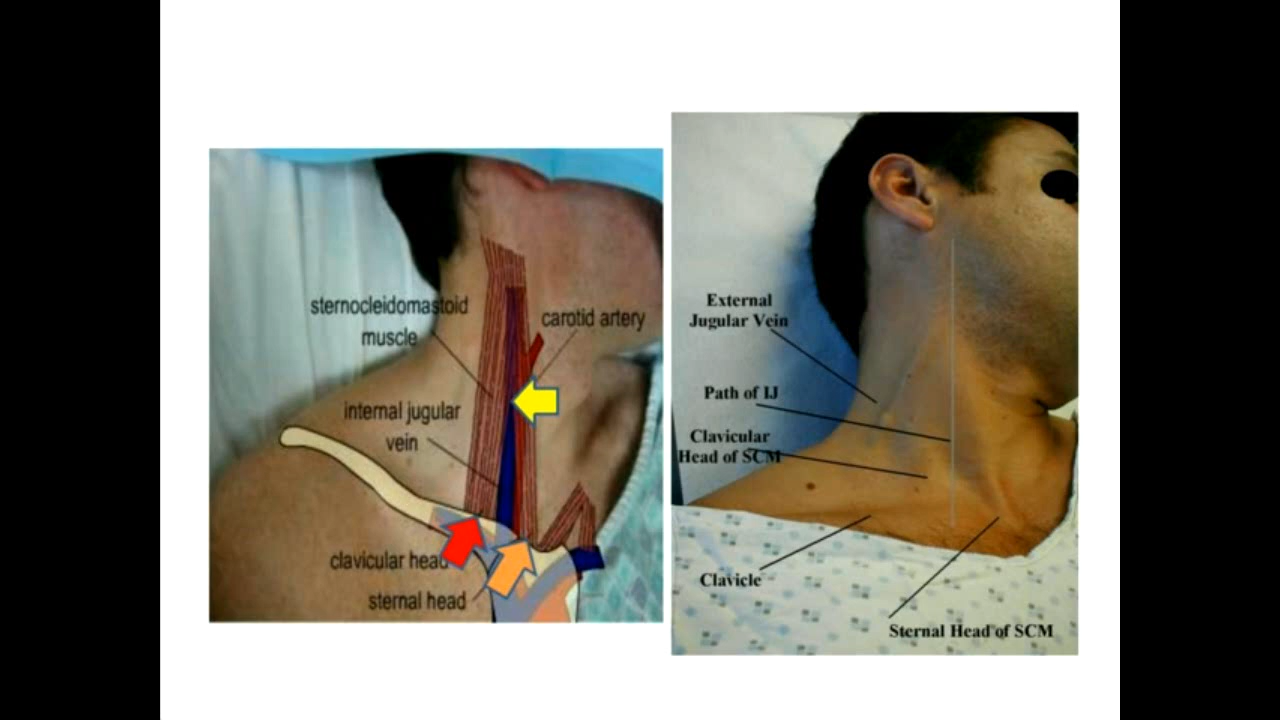 sternocleidomastoid
muscle
carotid artery
internal jugular
vein
clavicular head
sternal head
External
Jugular Vein
Path of IJ
Clavicular
Head of SCM
Clavicle
Sternal Head of SCM